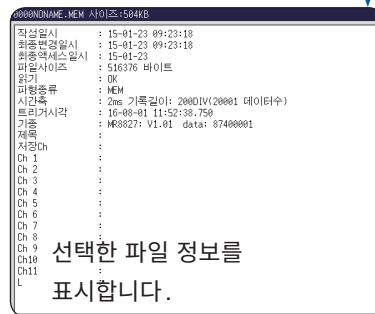 d000NONAME.MEM 사이즈:504KB
작성일시 : 15-01-23 09:23:18
최종변경일시 : 15-01-23 09:23:18
최종액세스일시 : 15-01-23
파일사이즈 : 516376 바이트
읽기 : OK
파형종류 : MEM
시간축 : 2ms 기록길이: 200DIV(20001 데이터수)
트리거시각 : 16-08-01 11:52:38.750
기종 : MR8827: V1.01 data: 87400001
제목 :
저장Ch :
Ch 1 :
Ch 2 :
Ch 3 :
Ch 4 :
Ch 5 :
Ch 6 :
Ch 7 :
Ch 8 :
Ch 9 :
Ch10
Ch11 :
L
선택한 파일 정보를
표시합니다.